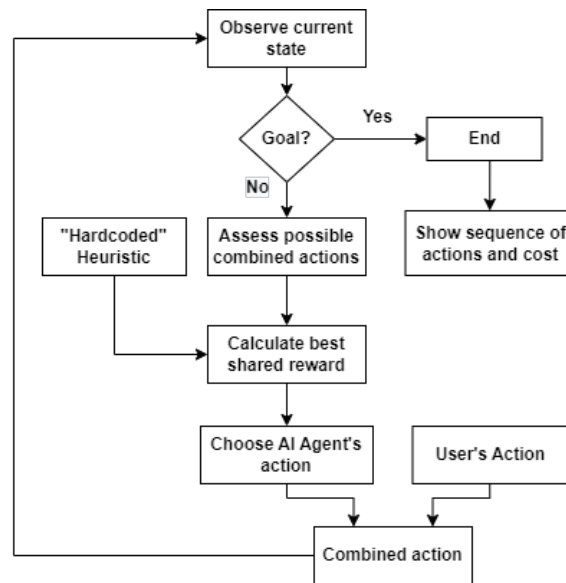 Observe current
state
Goal?
Yes
End
No
"Hardcoded"
Heuristic
Assess possible
combined actions
Show sequence of
actions and cost
Calculate best
shared reward
Choose AI Agent's
action
User's Action
Combined action